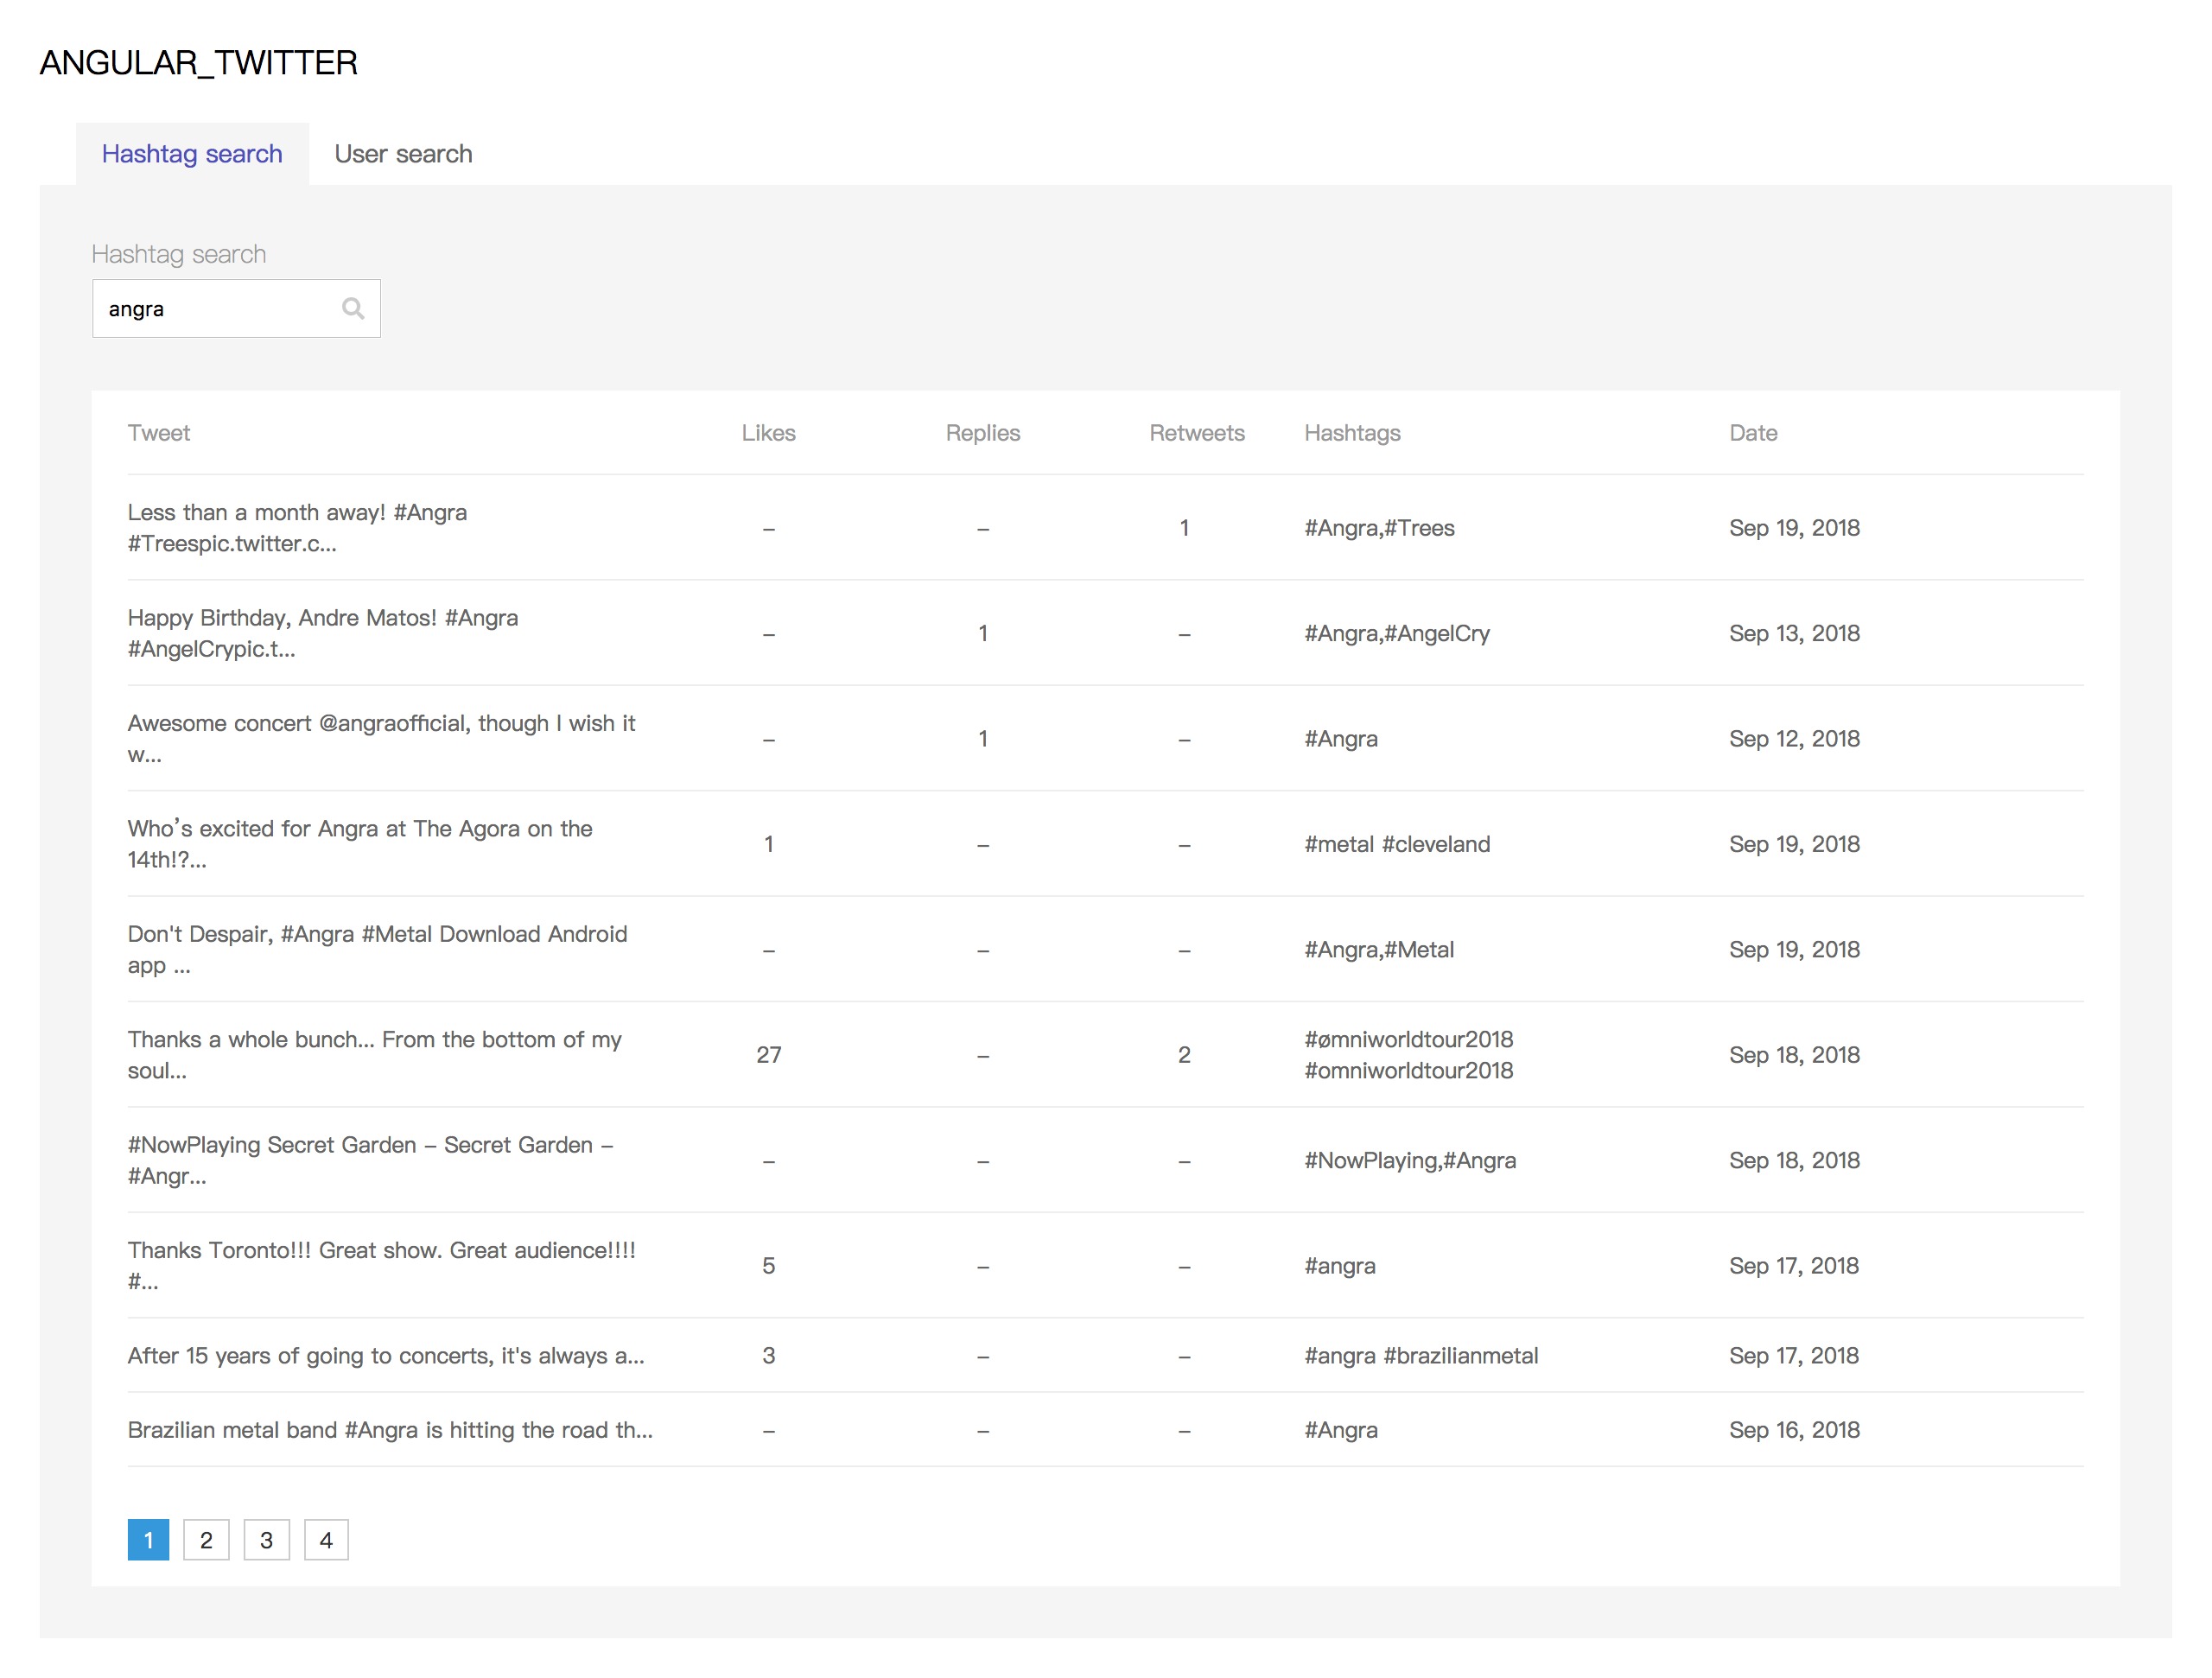 ANGULAR_TWITTER
Hashtag search User search
Hashtag search
angra
Tweet Likes Replies Retweets Hashtags Date
Less than a month away! #Angra
#Treespic.twitter.c...
– – 1 #Angra,#Trees Sep 19, 2018
Happy Birthday, Andre Matos! #Angra
#AngelCrypic.t...
– 1 – #Angra,#AngelCry Sep 13, 2018
Awesome concert @angraofficial, though I wish it
w...
– 1 – #Angra Sep 12, 2018
Who’s excited for Angra at The Agora on the
14th!?...
1 – – #metal #cleveland Sep 19, 2018
Don't Despair, #Angra #Metal Download Android
app ...
– – – #Angra,#Metal Sep 19, 2018
Thanks a whole bunch... From the bottom of my
soul...
27 – 2 #ømniworldtour2018
#omniworldtour2018
Sep 18, 2018
#NowPlaying Secret Garden – Secret Garden –
#Angr...
– – – #NowPlaying,#Angra Sep 18, 2018
Thanks Toronto!!! Great show. Great audience!!!!
#...
5 – – #angra Sep 17, 2018
After 15 years of going to concerts, it's always a... 3 – – #angra #brazilianmetal Sep 17, 2018
Brazilian metal band #Angra is hitting the road th... – – – #Angra Sep 16, 2018
1 2 3 4